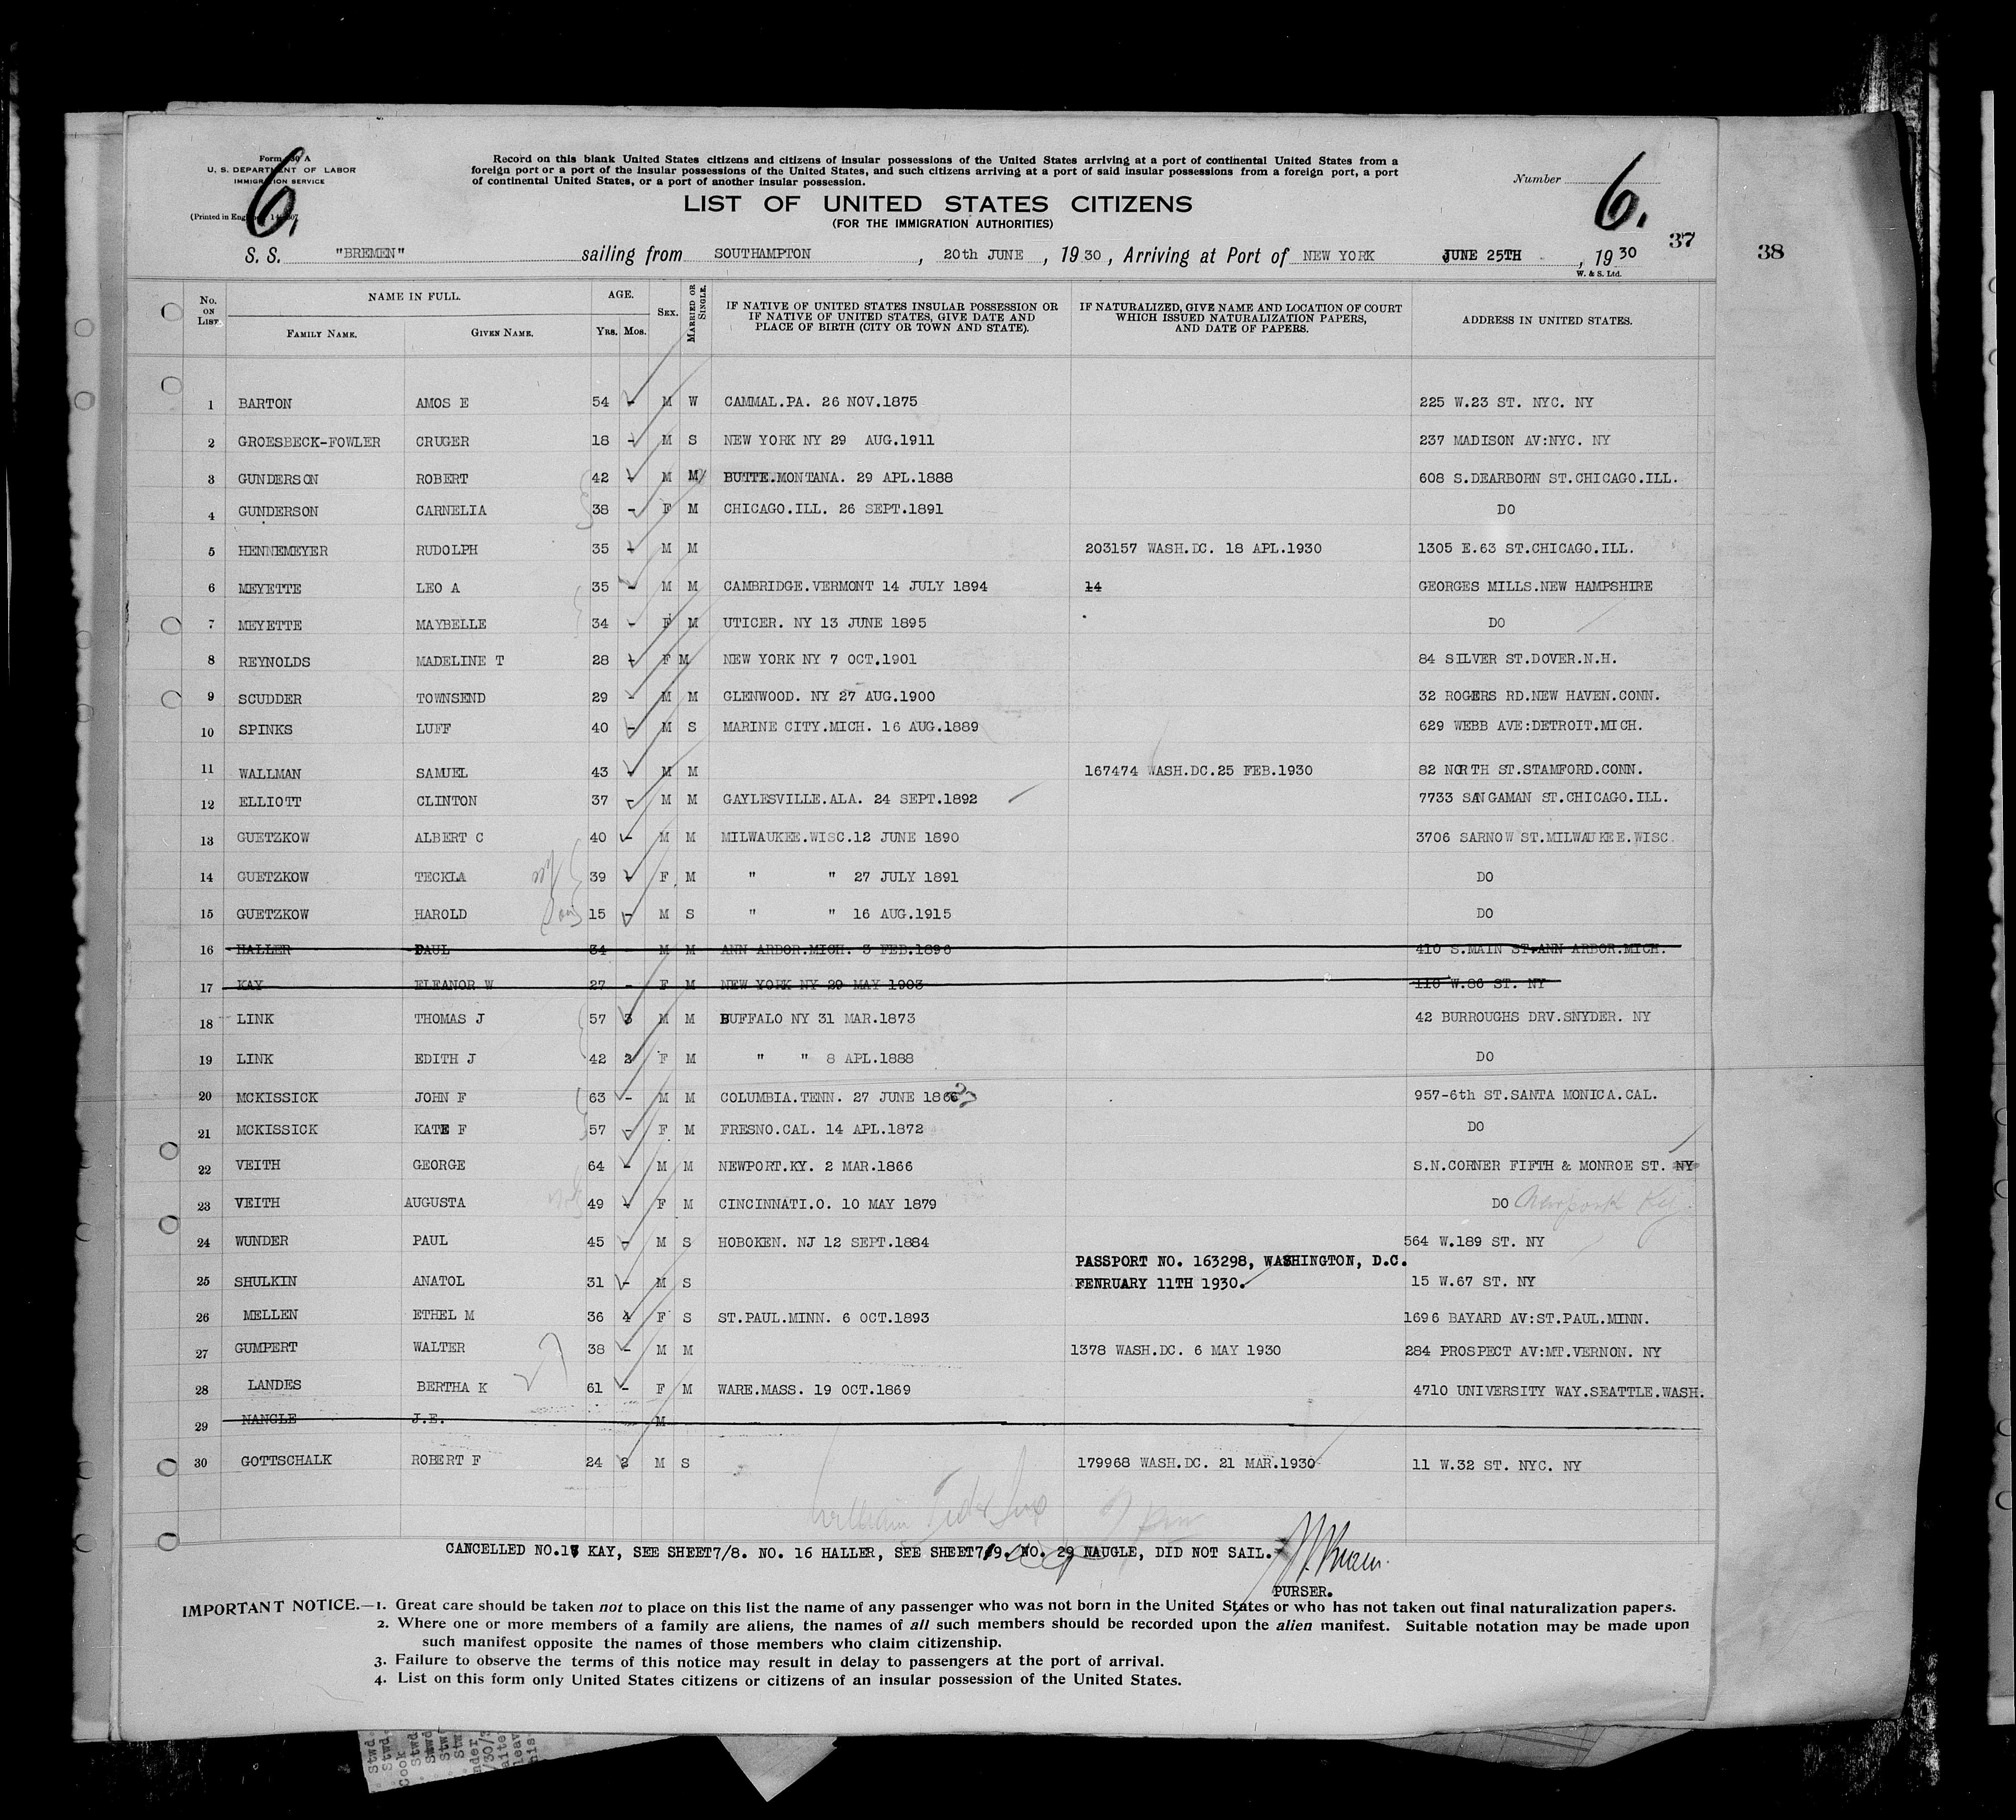 Form 630 A
U. S. DEPARTMENT OF LABOR
IMMIGRATION SERVICE
(Printed in England
6.
Record on this blank United States citizens and citizens of insular possessions of the United States arriving at a port of continental United States from a
foreign port or a port of the insular possessions of the United States, and such citizens arriving at a port of said insular possessions from a foreign port, a port
of continental United States, or a port of another insular possession.
Number 6.
LIST OF UNITED STATES CITIZENS
(FOR THE IMMIGRATION AUTHORITIES)
37
38
S. S. "BREMEN" sailing from SOUTHAMPTON, 20th JUNE, 1930, Arriving at Port of NEW YORK JUNE 25TH, 1930
W. & S. Ltd.
No. ON LIST. NAME IN FULL. FAMILY NAME. GIVEN NAME. AGE. YRS. MOS. SEX. MARRIED OR SINGLE. IF NATIVE OF UNITED STATES INSULAR POSSESSION OR IF NATIVE OF UNITED STATES, GIVE DATE AND PLACE OF BIRTH (CITY OR TOWN AND STATE). IF NATURALIZED, GIVE NAME AND LOCATION OF COURT WHICH ISSUED NATURALIZATION PAPERS, AND DATE OF PAPERS. ADDRESS IN UNITED STATES.
1 BARTON AMOS E 54 - M W CAMMAL.PA. 26 NOV.1875 225 W.23 ST. NYC. NY
2 GROESBECK-FOWLER CRUGER 18 - M S NEW YORK NY 29 AUG.1911 237 MADISON AV:NYC. NY
3 GUNDERSON ROBERT 42 - M M BUTTE.MONTANA. 29 APL.1888 608 S.DEARBORN ST.CHICAGO.ILL.
4 GUNDERSON CARNELIA 38 - F M CHICAGO.ILL. 26 SEPT.1891 DO
5 HENNEMEYER RUDOLPH 35 - M M 203157 WASH.DC. 18 APL.1930 1305 E.63 ST.CHICAGO.ILL.
6 MEYETTE LEO A 35 - M M CAMBRIDGE.VERMONT 14 JULY 1894 14 GEORGES MILLS.NEW HAMPSHIRE
7 MEYETTE MAYBELLE 34 - F M UTICER. NY 13 JUNE 1895 DO
8 REYNOLDS MADELINE T 28 - F M NEW YORK NY 7 OCT.1901 84 SILVER ST.DOVER.N.H.
9 SCUDDER TOWNSEND 29 - M M GLENWOOD. NY 27 AUG.1900 32 ROGERS RD.NEW HAVEN.CONN.
10 SPINKS LUFF 40 - M S MARINE CITY.MICH. 16 AUG.1889 629 WEBB AVE:DETROIT.MICH.
11 WALLMAN SAMUEL 43 - M M 167474 WASH.DC.25 FEB.1930 82 NORTH ST.STAMFORD.CONN.
12 ELLIOTT CLINTON 37 - M M GAYLESVILLE.ALA. 24 SEPT.1892 7733 SANGAMAN ST.CHICAGO.ILL.
13 GUETZKOW ALBERT C 40 - M M MILWAUKEE.WISC.12 JUNE 1890 3706 SARNOW ST.MILWAUKEE.WISC.
14 GUETZKOW TECKLA 39 - F M " " 27 JULY 1891 DO
15 GUETZKOW HAROLD 15 - M S " " 16 AUG.1915 DO
16 HALLER PAUL 34 - M M ANN ARBOR.MICH. 3 FEB.1896 410 S.MAIN ST.ANN ARBOR.MICH.
17 KAY ELEANOR W 27 - F M NEW YORK NY 29 MAY 1903 110 W.86 ST. NY
18 LINK THOMAS J 57 3 M M BUFFALO NY 31 MAR.1873 42 BURROUGHS DRV.SNYDER. NY
19 LINK EDITH J 42 2 F M " " 8 APL.1888 DO
20 MCKISSICK JOHN F 63 - M M COLUMBIA.TENN. 27 JUNE 1866 957-6th ST.SANTA MONICA.CAL.
21 MCKISSICK KATE F 57 - F M FRESNO.CAL. 14 APL.1872 DO
22 VEITH GEORGE 64 - M M NEWPORT.KY. 2 MAR.1866 S.N.CORNER FIFTH & MONROE ST. NY
23 VEITH AUGUSTA 49 - F M CINCINNATI.O. 10 MAY 1879 DO Newport Ky.
24 WUNDER PAUL 45 - M S HOBOKEN. NJ 12 SEPT.1884 564 W.189 ST. NY
PASSPORT NO. 163298, WASHINGTON, D.C.
25 SHULKIN ANATOL 31 - M S FENRUARY 11TH 1930. 15 W.67 ST. NY
26 MELLEN ETHEL M 36 4 F S ST.PAUL.MINN. 6 OCT.1893 1696 BAYARD AV:ST.PAUL.MINN.
27 GUMPERT WALTER 38 - M M 1378 WASH.DC. 6 MAY 1930 284 PROSPECT AV:MT.VERNON. NY
28 LANDES BERTHA K 61 - F M WARE.MASS. 19 OCT.1869 4710 UNIVERSITY WAY.SEATTLE.WASH.
29 NANGLE J.E. M
30 GOTTSCHALK ROBERT F 24 2 M S 179968 WASH.DC. 21 MAR.1930 11 W.32 ST. NYC. NY
William
CANCELLED NO.17 KAY, SEE SHEET7/8. NO. 16 HALLER, SEE SHEET7/9. NO. 29 NAUGLE, DID NOT SAIL.
PURSER.
IMPORTANT NOTICE.—1. Great care should be taken not to place on this list the name of any passenger who was not born in the United States or who has not taken out final naturalization papers.
2. Where one or more members of a family are aliens, the names of all such members should be recorded upon the alien manifest. Suitable notation may be made upon
such manifest opposite the names of those members who claim citizenship.
3. Failure to observe the terms of this notice may result in delay to passengers at the port of arrival.
4. List on this form only United States citizens or citizens of an insular possession of the United States.